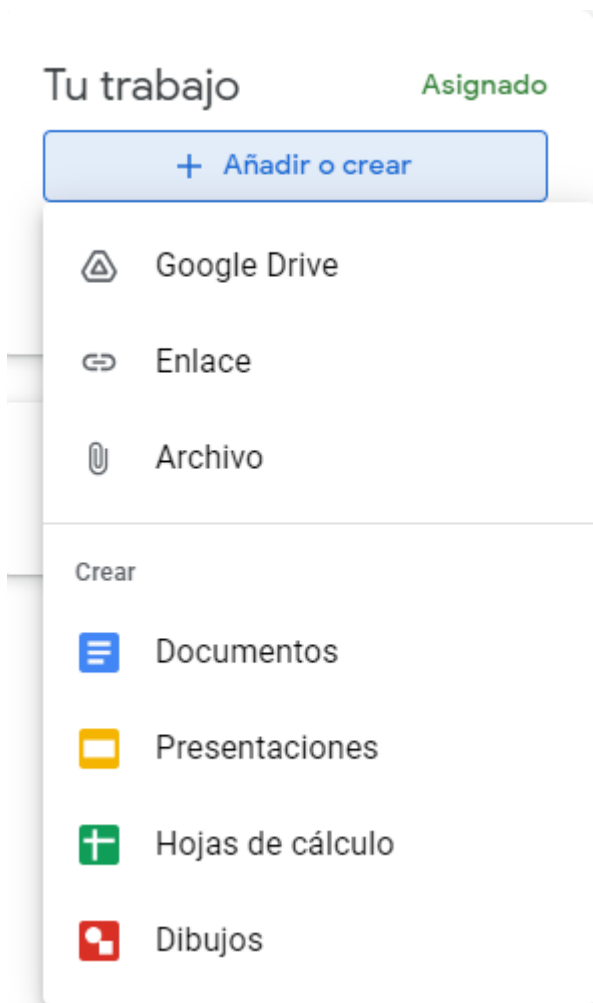 Tu trabajo Asignado
+ Añadir o crear
Google Drive
Enlace
Archivo
Crear
Documentos
Presentaciones
Hojas de cálculo
Dibujos